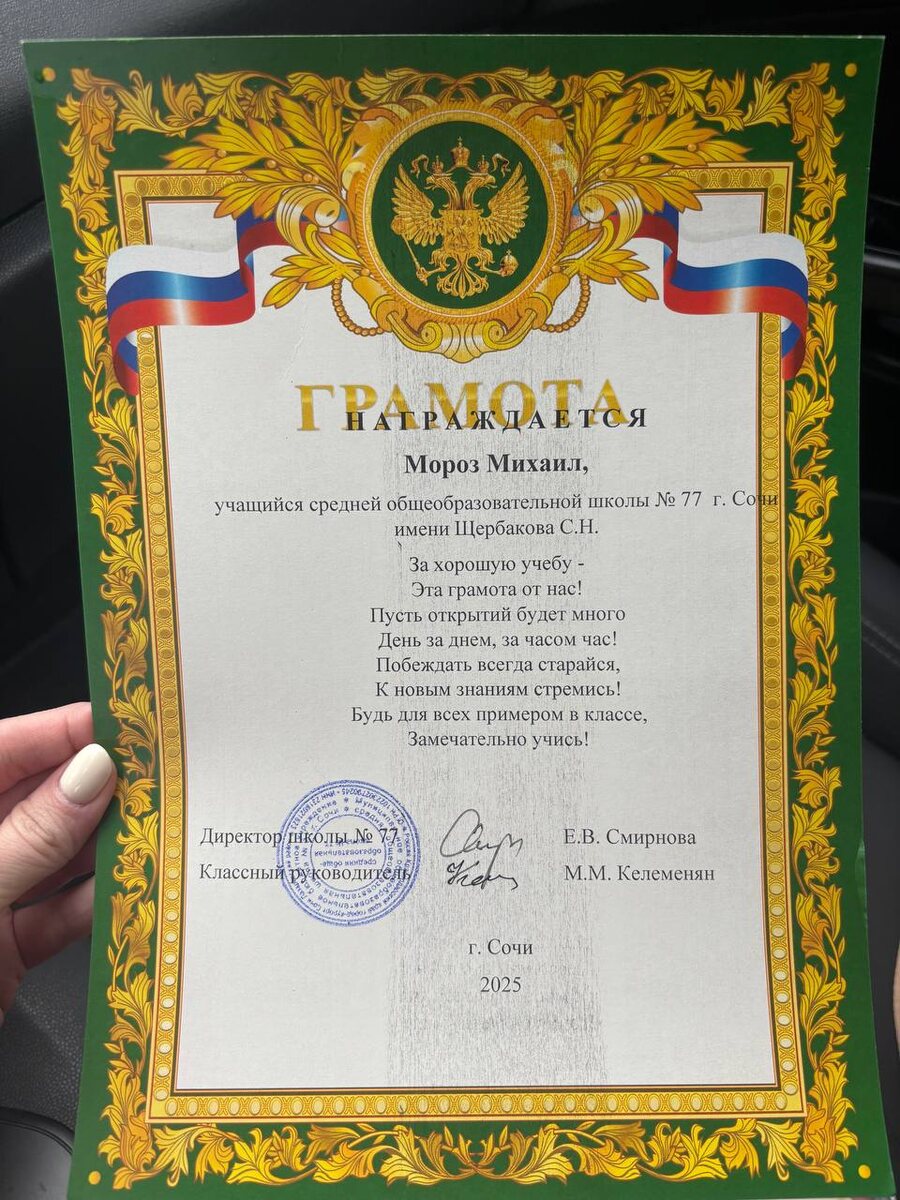 ГРАМОТА
НАГРАЖДАЕТСЯ
Мороз Михаил,
учащийся средней общеобразовательной школы № 77 г. Сочи
имени Щербакова С.Н.
За хорошую учебу -
Эта грамота от нас!
Пусть открытий будет много
День за днем, за часом час!
Побеждать всегда старайся,
К новым знаниям стремись!
Будь для всех примером в классе,
Замечательно учись!
Директор школы № 77 Е.В. Смирнова
Классный руководитель М.М. Келеменян
г. Сочи
2025